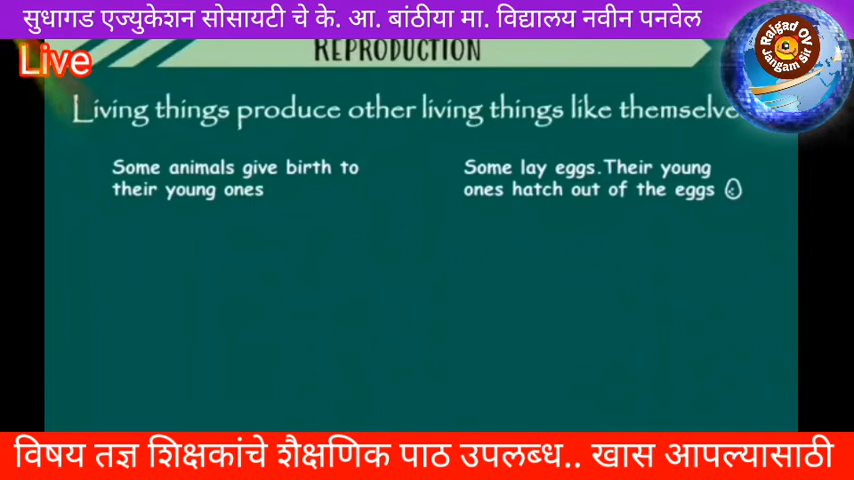 सुधागड एज्युकेशन सोसायटी चे के. आ. बांठीया मा. विद्यालय नवीन पनवेल
Live
REPRODUCTION
Raigad OV
Jangam Sir
Living things produce other living things like themselve
Some animals give birth to
their young ones
Some lay eggs.Their young
ones hatch out of the eggs
विषय तज्ञ शिक्षकांचे शैक्षणिक पाठ उपलब्ध.. खास आपल्यासाठी